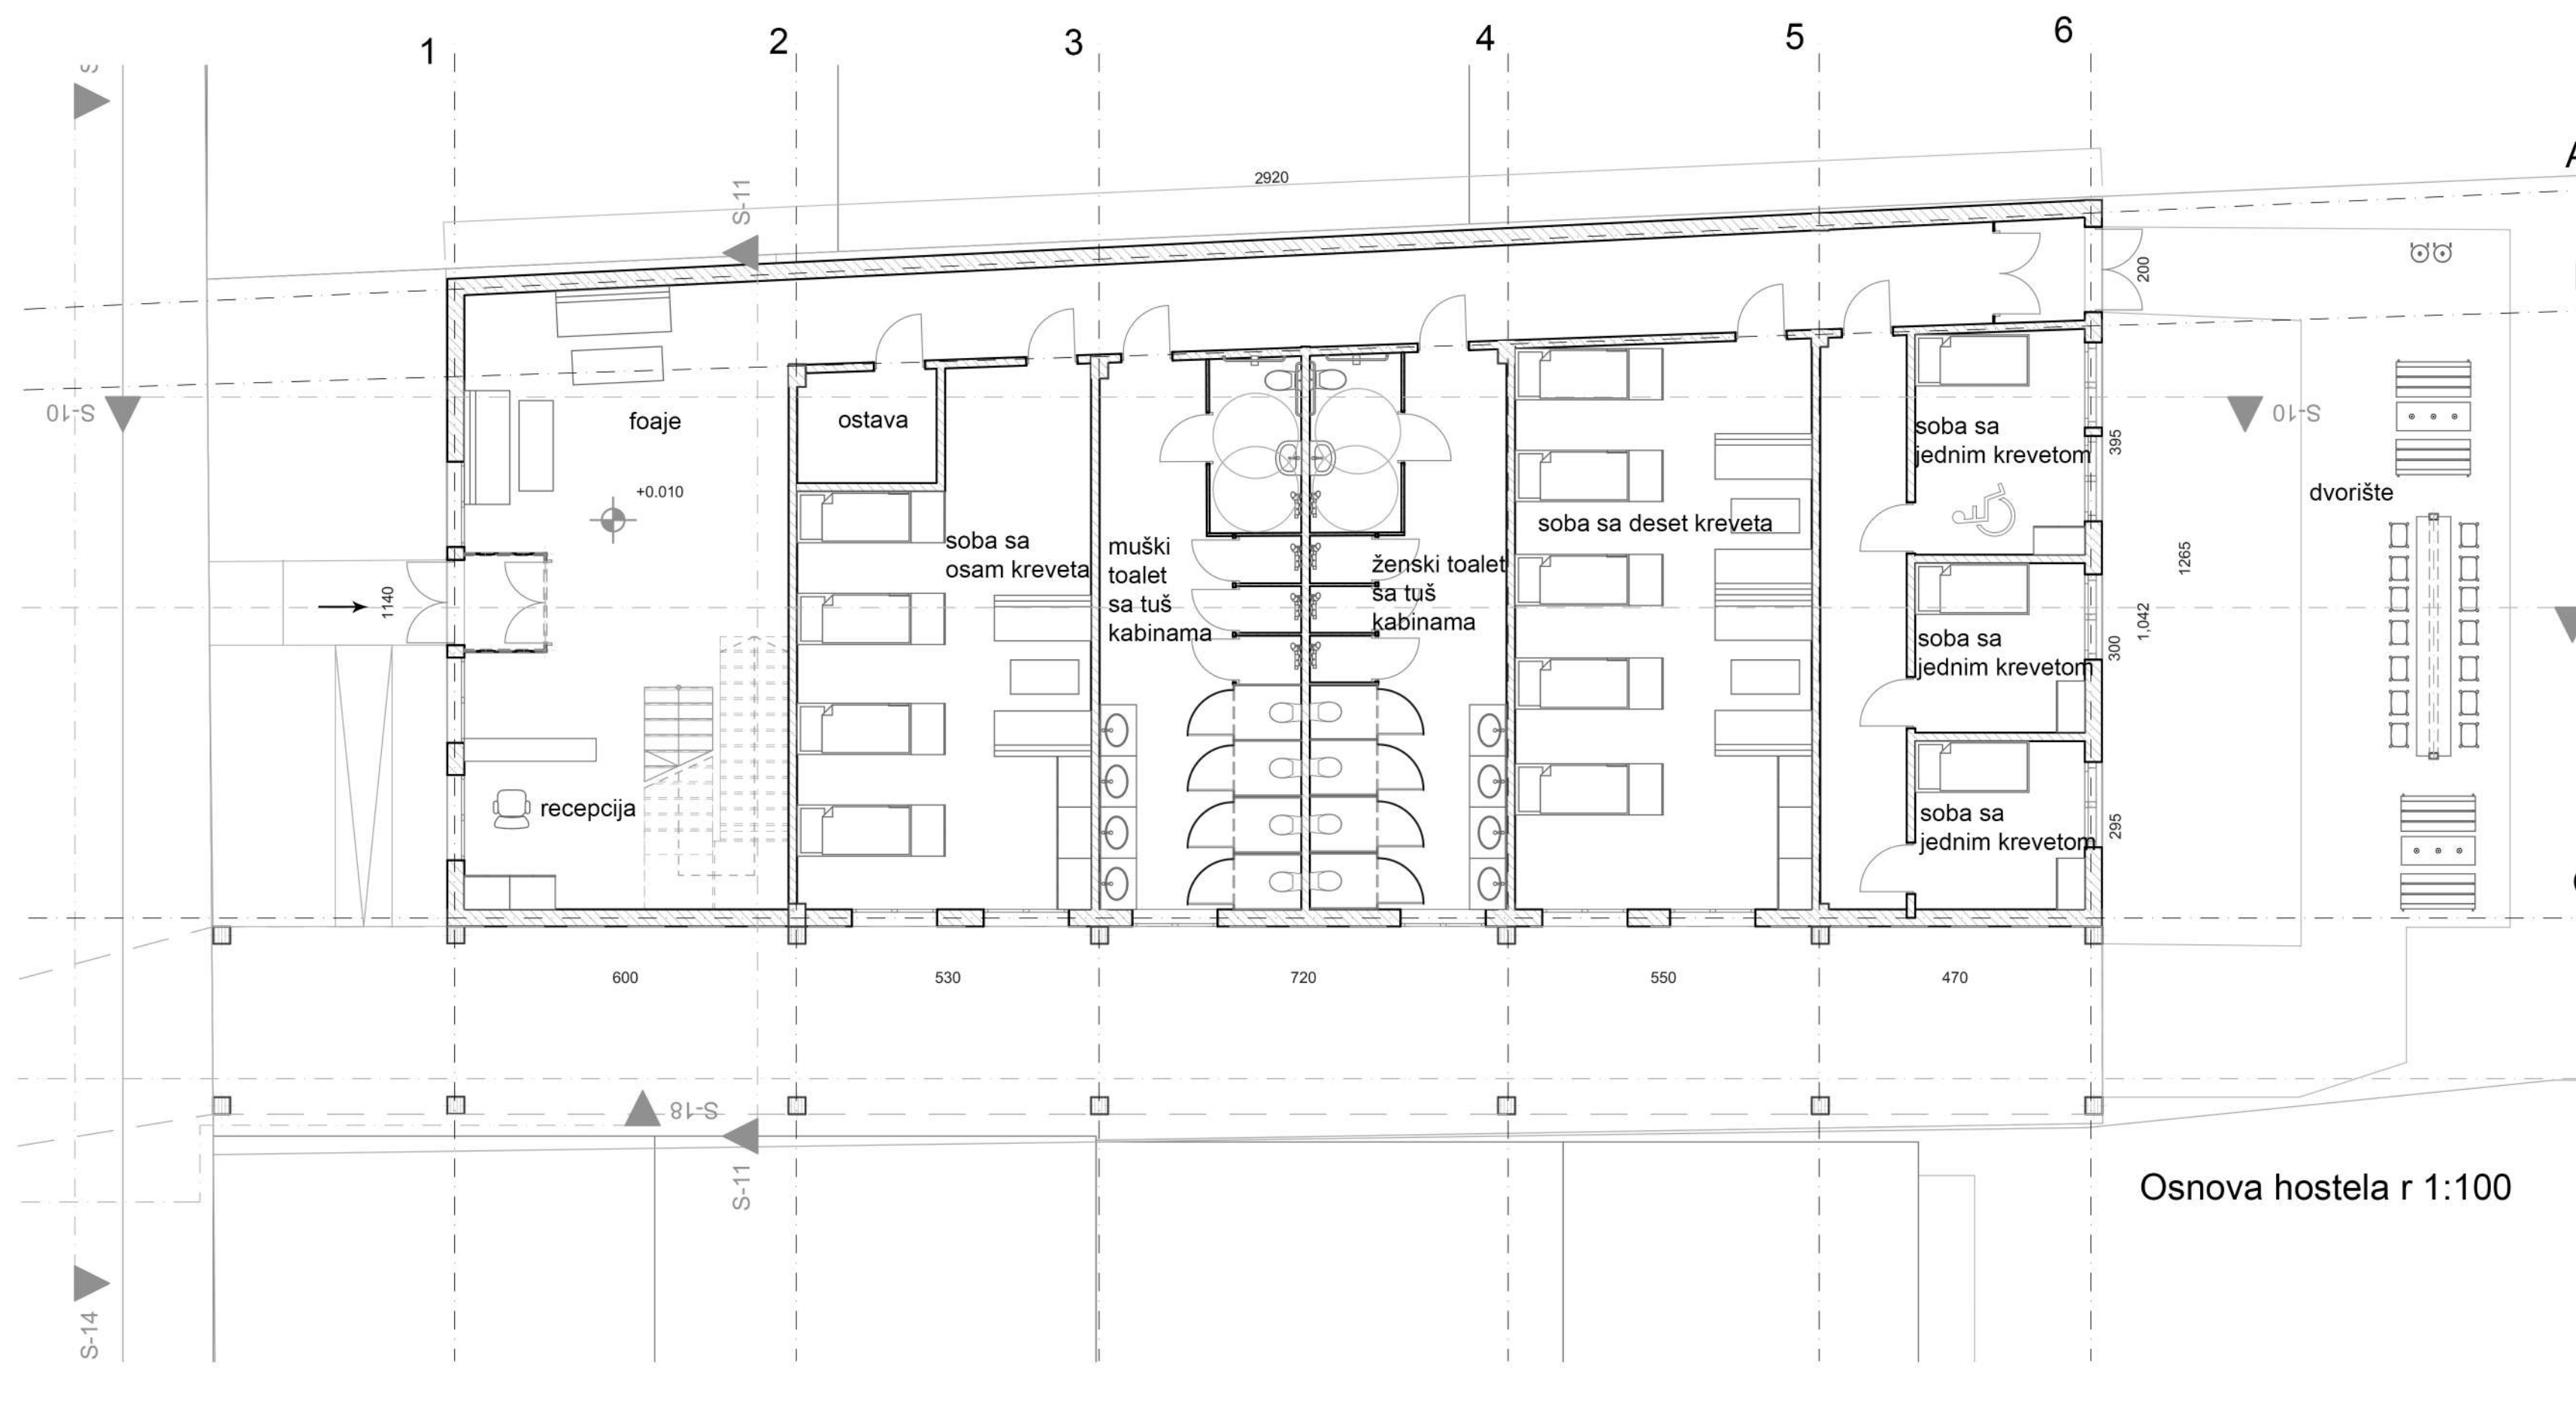 1
2
3
4
5
6
S
A
2920
S-11
200
S-10
foaje
ostava
soba sa
jednim krevetom
395
S-10
+0.010
dvorište
soba sa
osam kreveta
muški
toalet
sa tuš
kabinama
ženski toalet
sa tuš
kabinama
soba sa deset kreveta
1265
1140
1,042
soba sa
jednim krevetom
300
recepcija
soba sa
jednim krevetom
295
600
530
720
550
470
S-18
S-11
Osnova hostela r 1:100
S-14